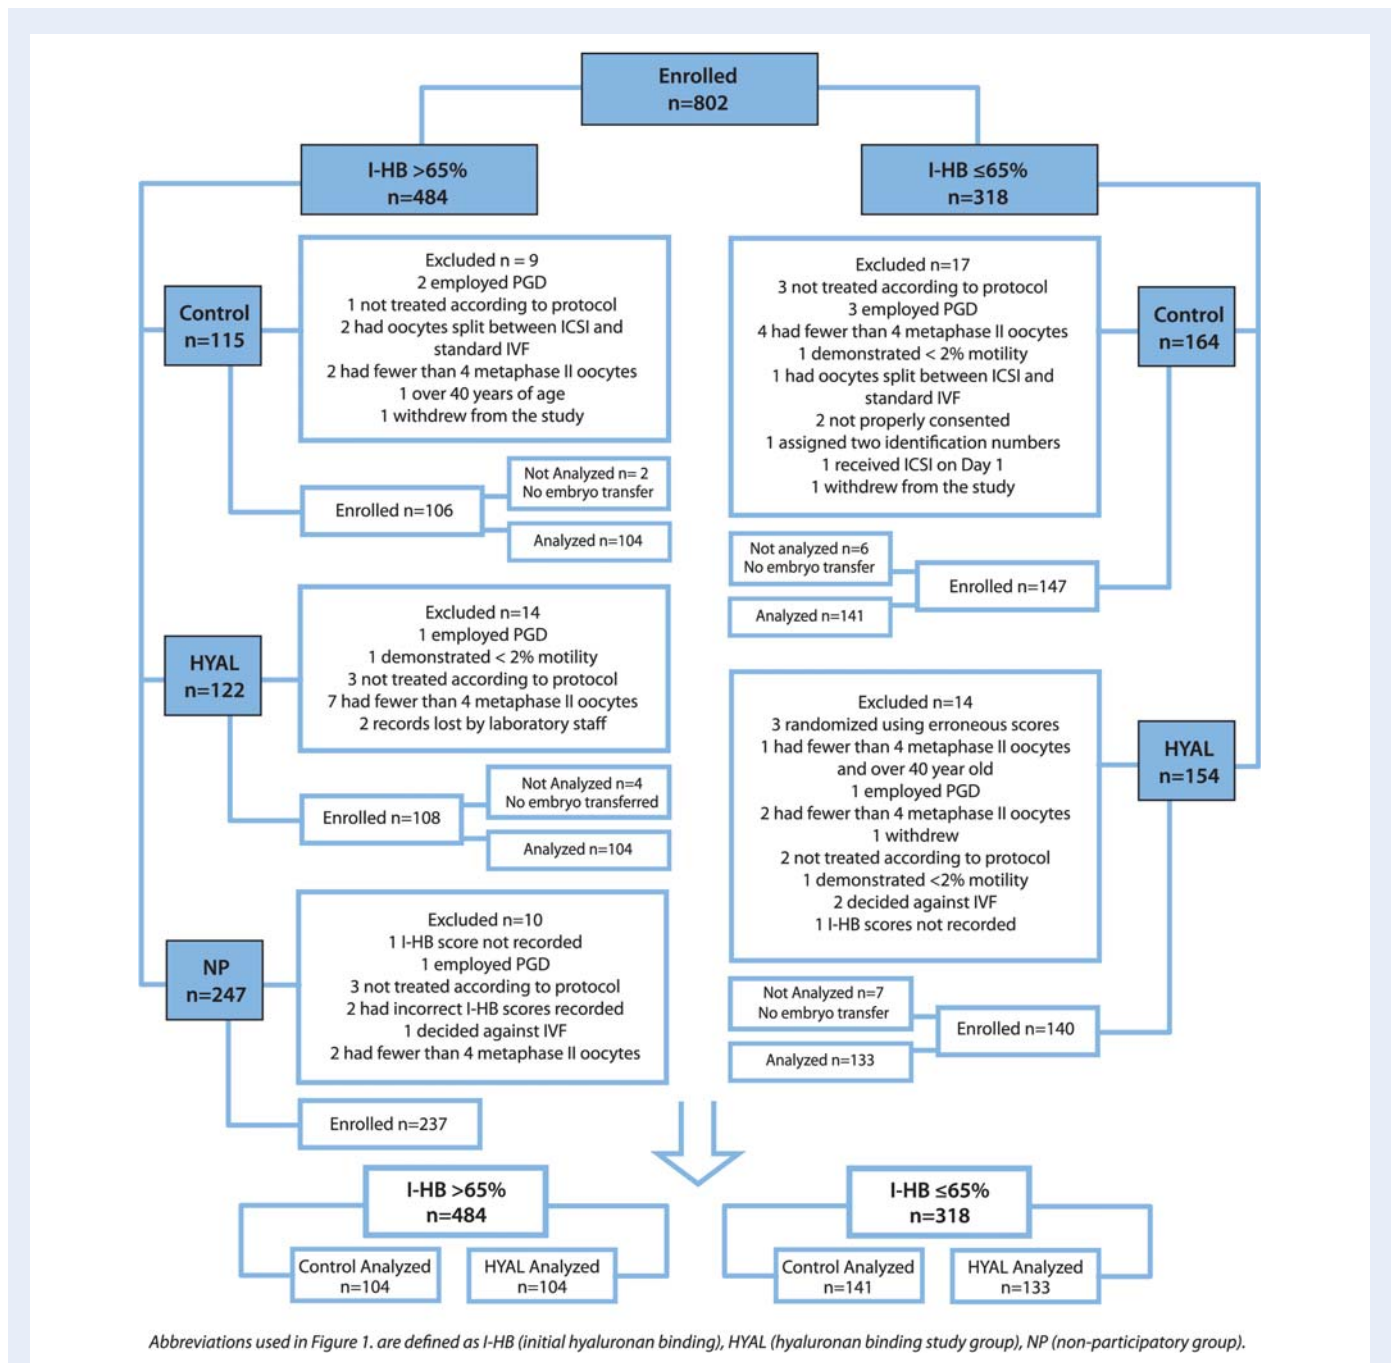 Enrolled
n=802
I-HB >65%
n=484
I-HB ≤65%
n=318
Control
n=115
Excluded n = 9
2 employed PGD
1 not treated according to protocol
2 had oocytes split between ICSI and
standard IVF
2 had fewer than 4 metaphase II oocytes
1 over 40 years of age
1 withdrew from the study
Enrolled n=106
Not Analyzed n= 2
No embryo transfer
Analyzed n=104
HYAL
n=122
Excluded n=14
1 employed PGD
1 demonstrated < 2% motility
3 not treated according to protocol
7 had fewer than 4 metaphase II oocytes
2 records lost by laboratory staff
Enrolled n=108
Not Analyzed n=4
No embryo transferred
Analyzed n=104
NP
n=247
Excluded n=10
1 I-HB score not recorded
1 employed PGD
3 not treated according to protocol
2 had incorrect I-HB scores recorded
1 decided against IVF
2 had fewer than 4 metaphase II oocytes
Enrolled n=237
Excluded n=17
3 not treated according to protocol
3 employed PGD
4 had fewer than 4 metaphase II oocytes
1 demonstrated < 2% motility
1 had oocytes split between ICSI and
standard IVF
2 not properly consented
1 assigned two identification numbers
1 received ICSI on Day 1
1 withdrew from the study
Control
n=164
Not analyzed n=6
No embryo transfer
Analyzed n=141
Enrolled n=147
Excluded n=14
3 randomized using erroneous scores
1 had fewer than 4 metaphase II oocytes
and over 40 year old
1 employed PGD
2 had fewer than 4 metaphase II oocytes
1 withdrew
2 not treated according to protocol
1 demonstrated <2% motility
2 decided against IVF
1 I-HB scores not recorded
HYAL
n=154
Not Analyzed n=7
No embryo transfer
Analyzed n=133
Enrolled n=140
I-HB >65%
n=484
Control Analyzed
n=104
HYAL Analyzed
n=104
I-HB ≤65%
n=318
Control Analyzed
n=141
HYAL Analyzed
n=133
Abbreviations used in Figure 1. are defined as I-HB (initial hyaluronan binding), HYAL (hyaluronan binding study group), NP (non-participatory group).